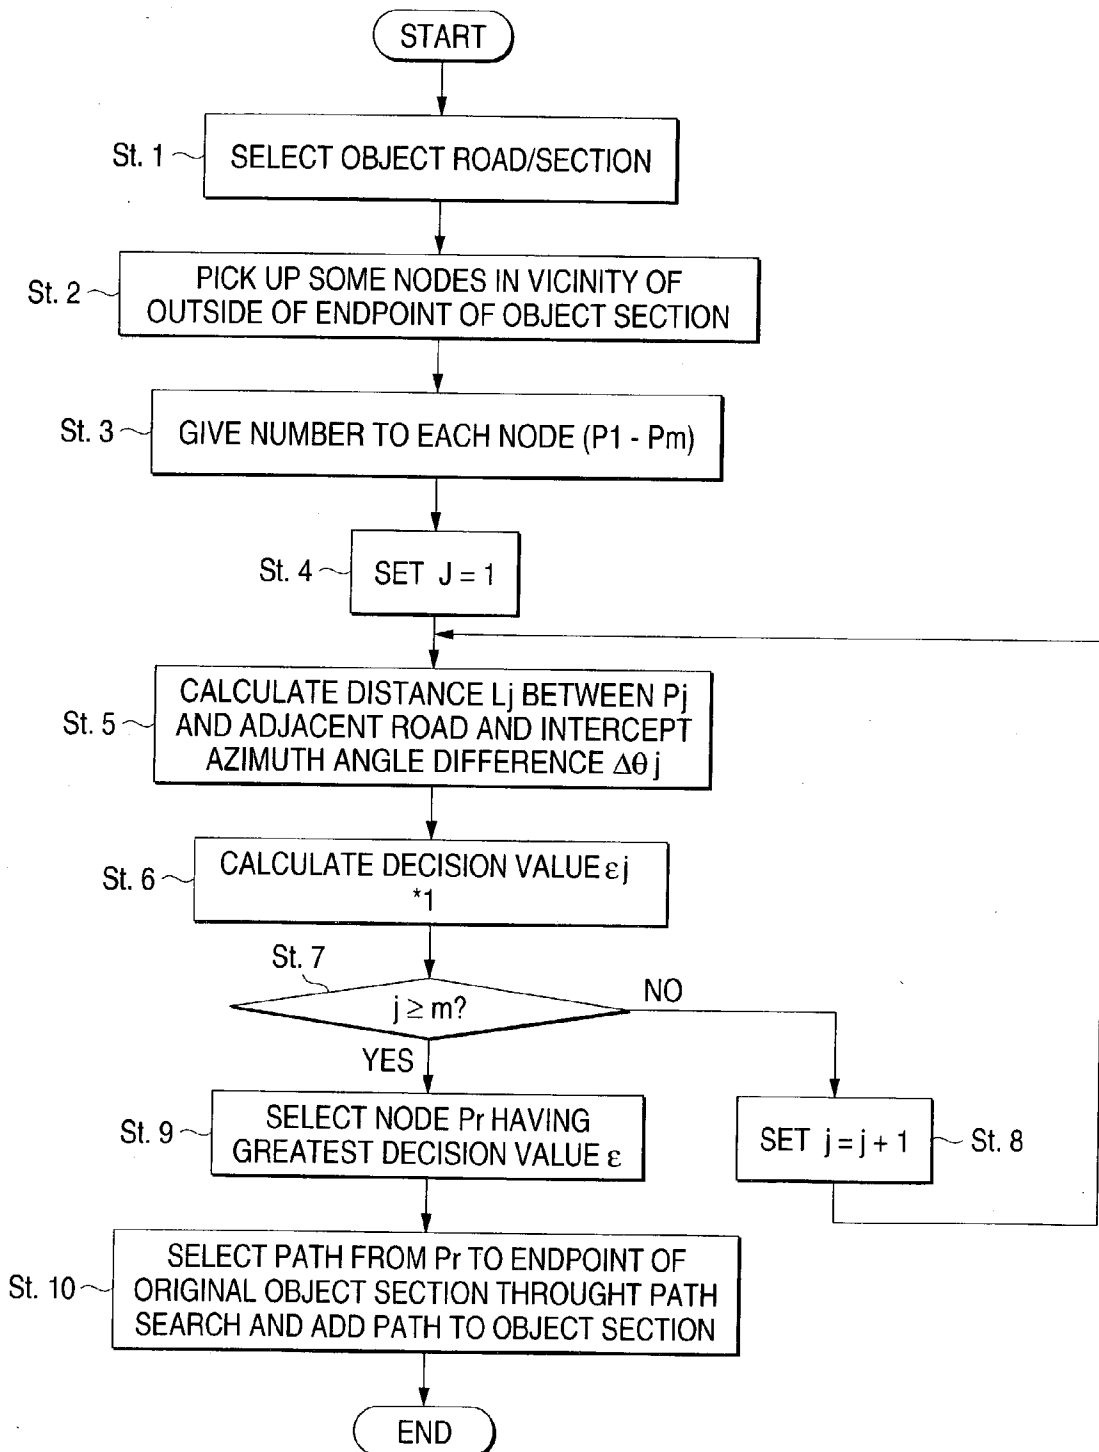 START
St. 1
SELECT OBJECT ROAD/SECTION
St. 2
PICK UP SOME NODES IN VICINITY OF
OUTSIDE OF ENDPOINT OF OBJECT SECTION
St. 3
GIVE NUMBER TO EACH NODE (P1 - Pm)
St. 4
SET J = 1
St. 5
CALCULATE DISTANCE Lj BETWEEN Pj
AND ADJACENT ROAD AND INTERCEPT
AZIMUTH ANGLE DIFFERENCE Δθ j
St. 6
CALCULATE DECISION VALUE εj
*1
St. 7
j ≥ m?
NO
YES
St. 9
SELECT NODE Pr HAVING
GREATEST DECISION VALUE ε
SET j = j + 1
St. 8
St. 10
SELECT PATH FROM Pr TO ENDPOINT OF
ORIGINAL OBJECT SECTION THROUGHT PATH
SEARCH AND ADD PATH TO OBJECT SECTION
END